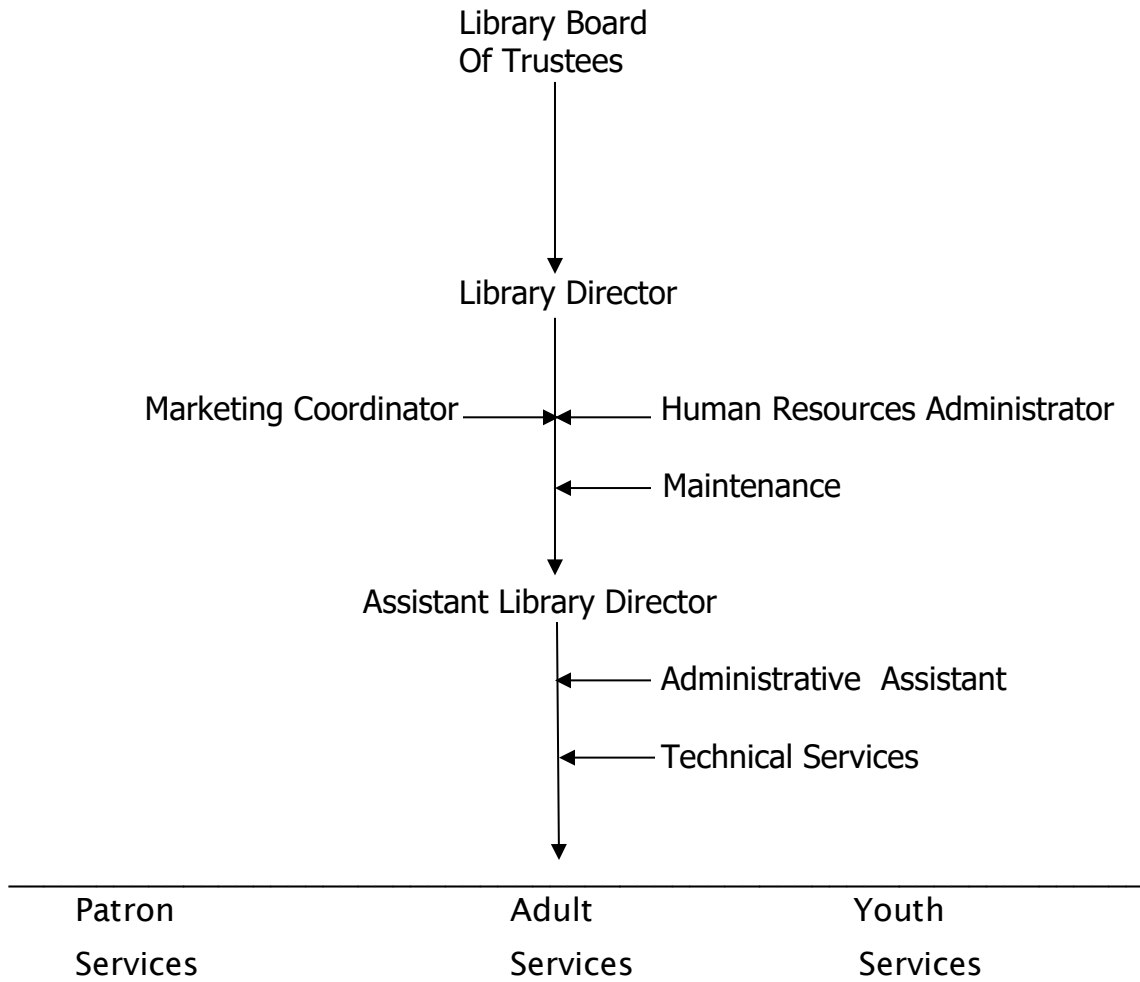 Library Board
Of Trustees
Library Director
Marketing Coordinator
Human Resources Administrator
Maintenance
Assistant Library Director
Administrative  Assistant
Technical Services
Patron
Adult
Youth
Services
Services
Services